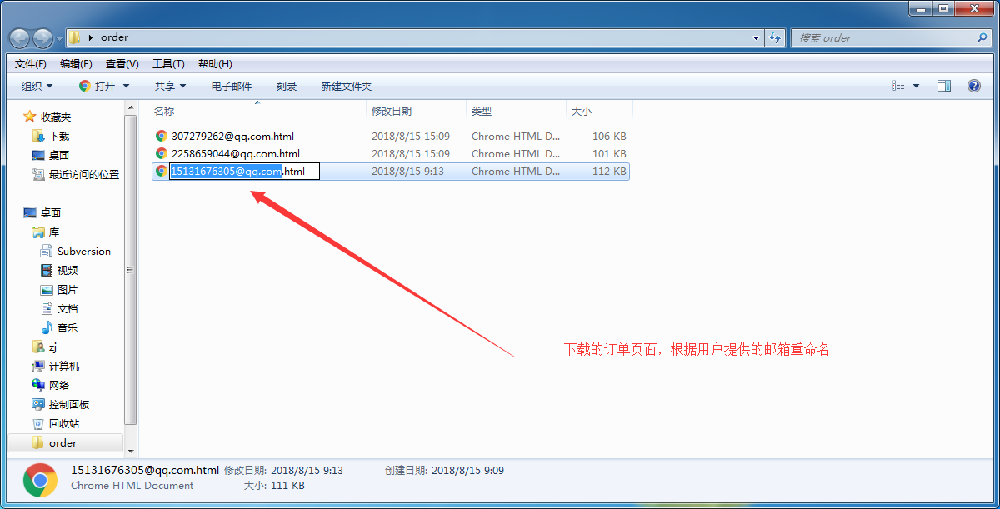 order
搜索 order
文件(F) 编辑(E) 查看(V) 工具(T) 帮助(H)
组织 打开 共享 电子邮件 刻录 新建文件夹
名称 修改日期 类型 大小
307279262@qq.com.html 2018/8/15 15:09 Chrome HTML D... 106 KB
2258659044@qq.com.html 2018/8/15 15:09 Chrome HTML D... 101 KB
15131676305@qq.com.html 2018/8/15 9:13 Chrome HTML D... 112 KB
收藏夹
下载
桌面
最近访问的位置
桌面
库
Subversion
视频
图片
文档
音乐
zj
计算机
网络
控制面板
回收站
order
下载的订单页面，根据用户提供的邮箱重命名
15131676305@qq.com.html 修改日期: 2018/8/15 9:13 创建日期: 2018/8/15 9:09
Chrome HTML Document 大小: 111 KB